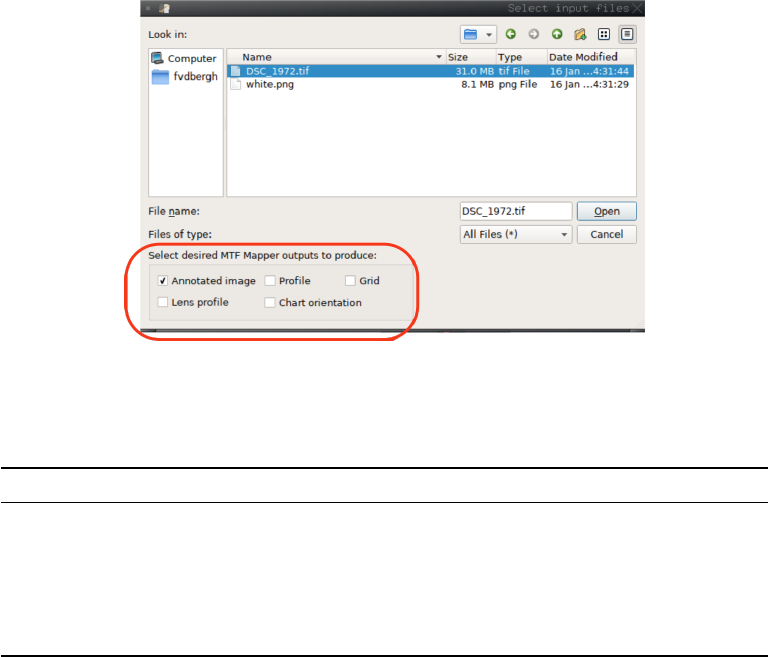 Select input files
Look in:
Computer
fvdbergh
Name Size Type Date Modified
DSC_1972.tif 31.0 MB tif File 16 Jan ...4:31:44
white.png 8.1 MB png File 16 Jan ...4:31:29
File name: DSC_1972.tif Open
Files of type: All Files (*) Cancel
Select desired MTF Mapper outputs to produce:
Annotated image Profile Grid
Lens profile Chart orientation